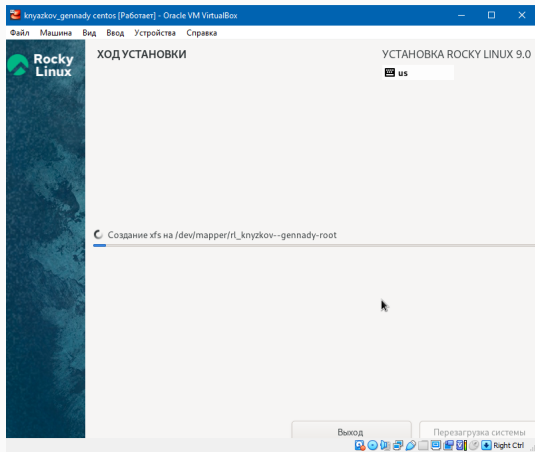 knyazkov_gennady centos [Работает] - Oracle VM VirtualBox
Файл Машина Вид Ввод Устройства Справка
Rocky Linux
ХОД УСТАНОВКИ
УСТАНОВКА ROCKY LINUX 9.0
us
Создание xfs на /dev/mapper/rl_knyzkov--gennady-root
Выход
Перезагрузка системы
Right Ctrl